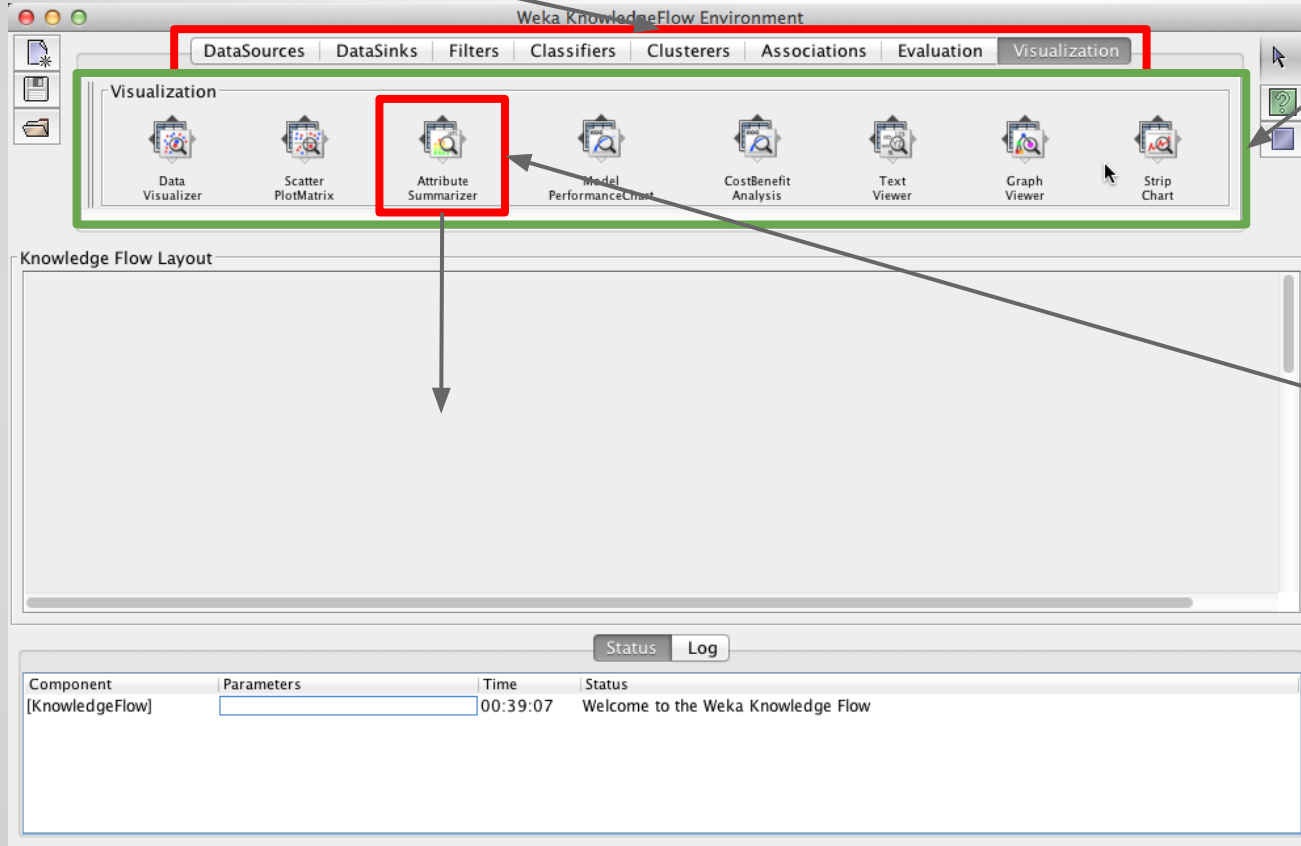 Weka KnowledgeFlow Environment
DataSources DataSinks Filters Classifiers Clusterers Associations Evaluation Visualization
Visualization
Data Visualizer
Scatter PlotMatrix
Attribute Summarizer
Model PerformanceChart
CostBenefit Analysis
Text Viewer
Graph Viewer
Strip Chart
Knowledge Flow Layout
Status Log
Component Parameters Time Status
[KnowledgeFlow] 00:39:07 Welcome to the Weka Knowledge Flow